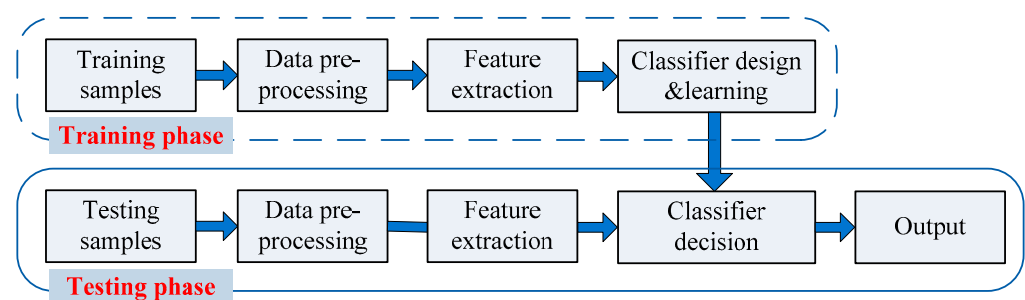 Training
samples
Data pre-
processing
Feature
extraction
Classifier design
&learning
Training phase
Testing
samples
Data pre-
processing
Feature
extraction
Classifier
decision
Output
Testing phase